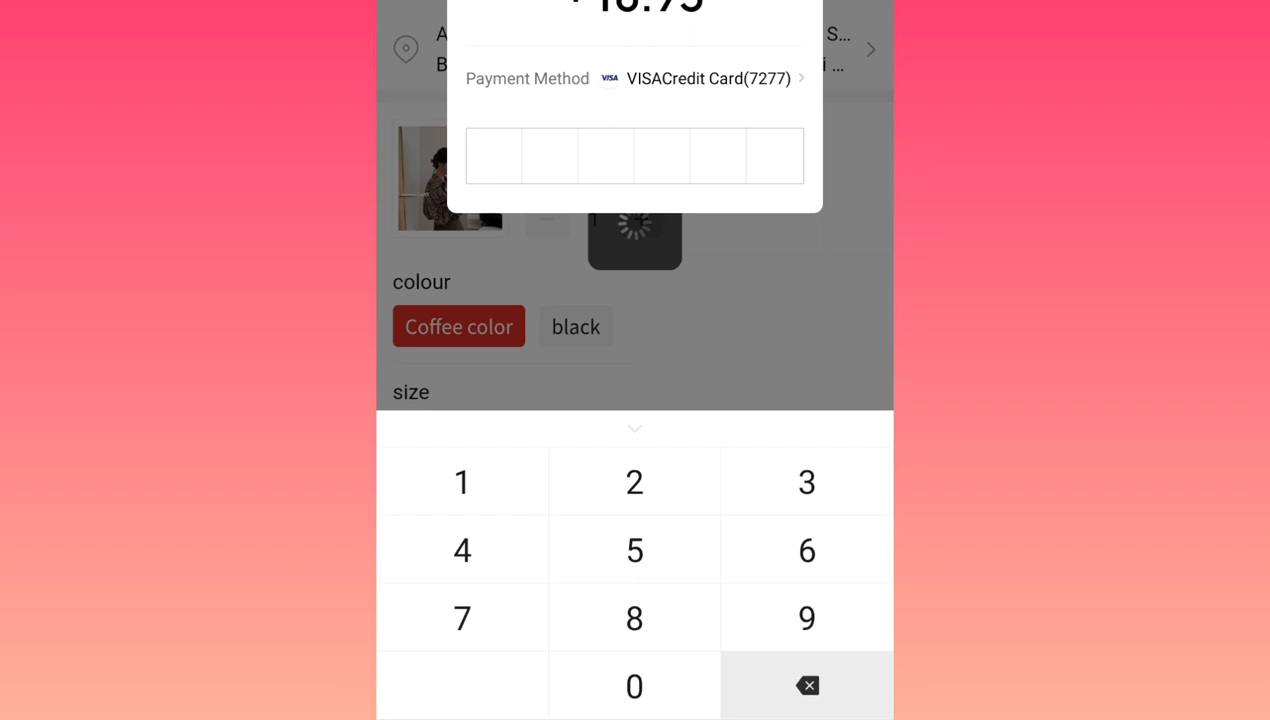 S...
Payment Method VISA VISACredit Card(7277)
colour
Coffee color black
size
1 2 3
4 5 6
7 8 9
0